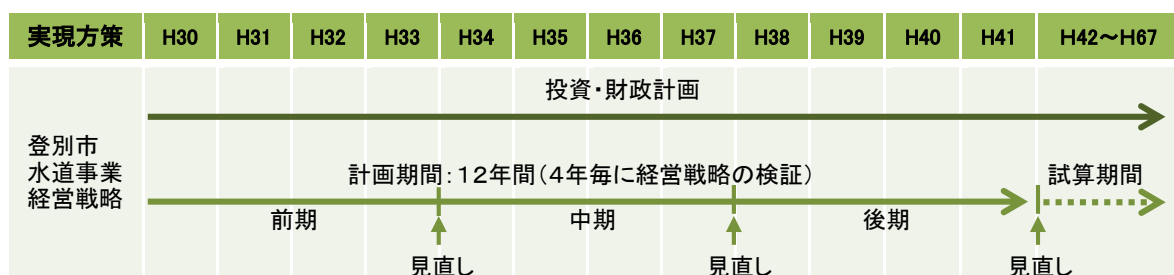 実現方策 H30 H31 H32 H33 H34 H35 H36 H37 H38 H39 H40 H41 H42～H67
投資・財政計画
登別市
水道事業
経営戦略
計画期間：12年間（4年毎に経営戦略の検証）
試算期間
前期 中期 後期
見直し 見直し 見直し